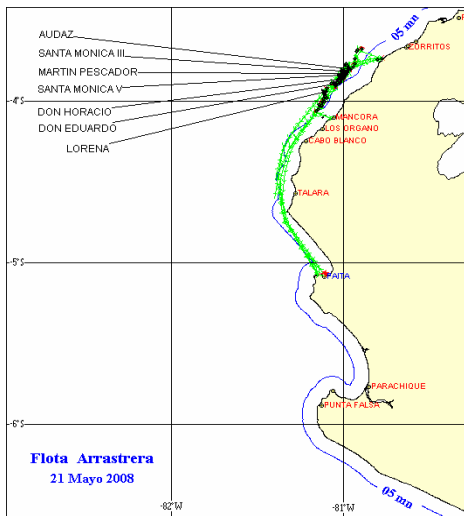 AUDAZ
SANTA MONICA III
MARTIN PESCADOR
SANTA MONICA V
DON HORACIO
DON EDUARDO
LORENA
05 mn
CORRITOS
-4°S
MANCORA
LOS ORGANO
CABO BLANCO
TALARA
-5°S
PAITA
PARACHIQUE
PUNTA FALSA
-6°S
Flota Arrastrera
21 Mayo 2008
05 mn
-82°W
-81°W